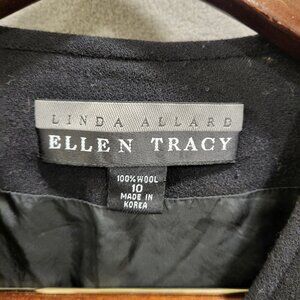 LINDA ALLARD
ELLEN TRACY
100% WOOL
10
MADE IN
KOREA